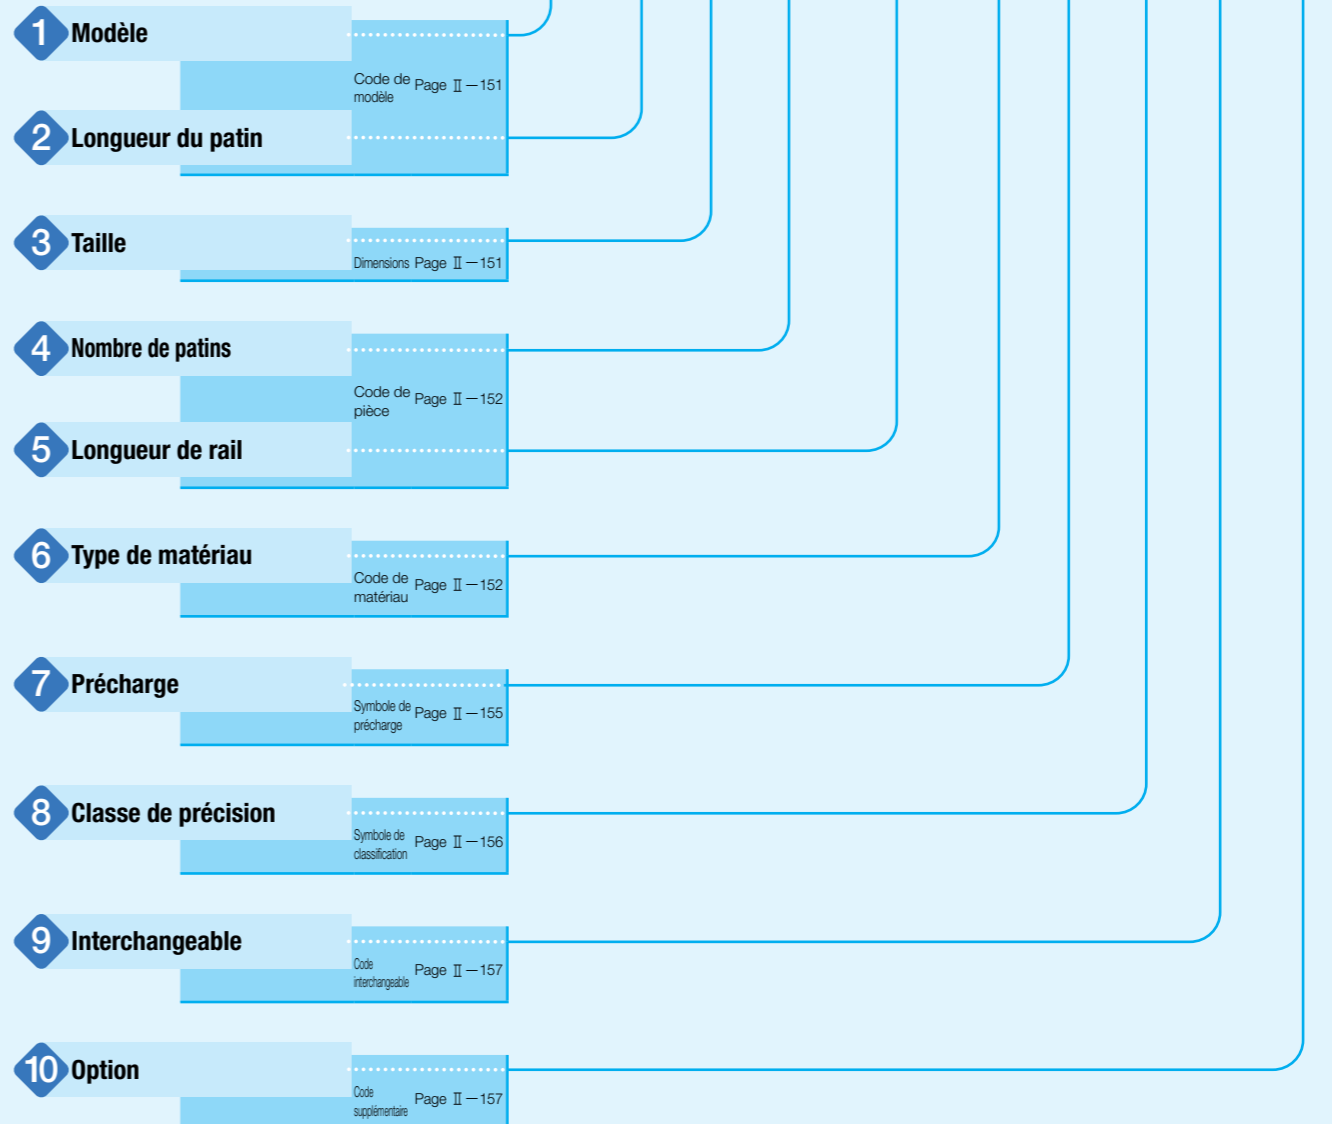 1 Modèle
Code de
modèle
Page Ⅱ－151
2 Longueur du patin
3 Taille
Dimensions Page Ⅱ－151
4 Nombre de patins
Code de
pièce
Page Ⅱ－152
5 Longueur de rail
6 Type de matériau
Code de
matériau
Page Ⅱ－152
7 Précharge
Symbole de
précharge
Page Ⅱ－155
8 Classe de précision
Symbole de
classification
Page Ⅱ－156
9 Interchangeable
Code
interchangeable
Page Ⅱ－157
10 Option
Code
supplémentaire
Page Ⅱ－157